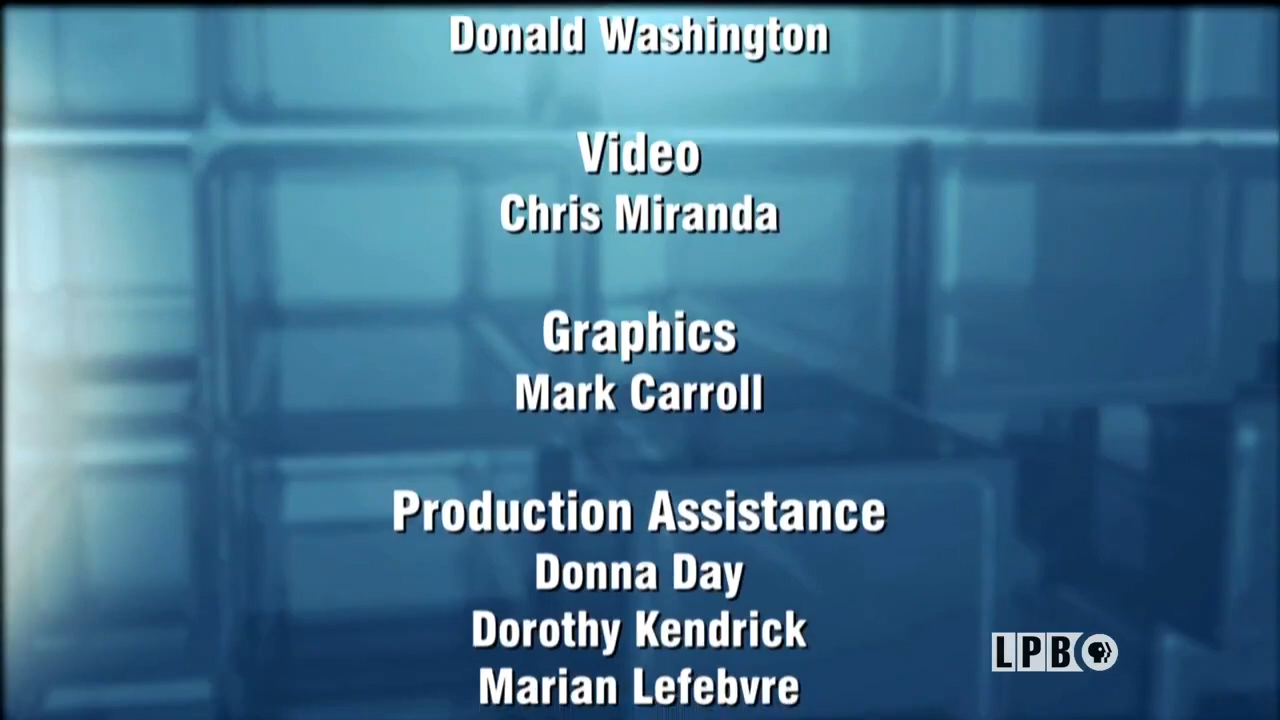 Donald Washington
Video
Chris Miranda
Graphics
Mark Carroll
Production Assistance
Donna Day
Dorothy Kendrick
Marian Lefebvre
LPB